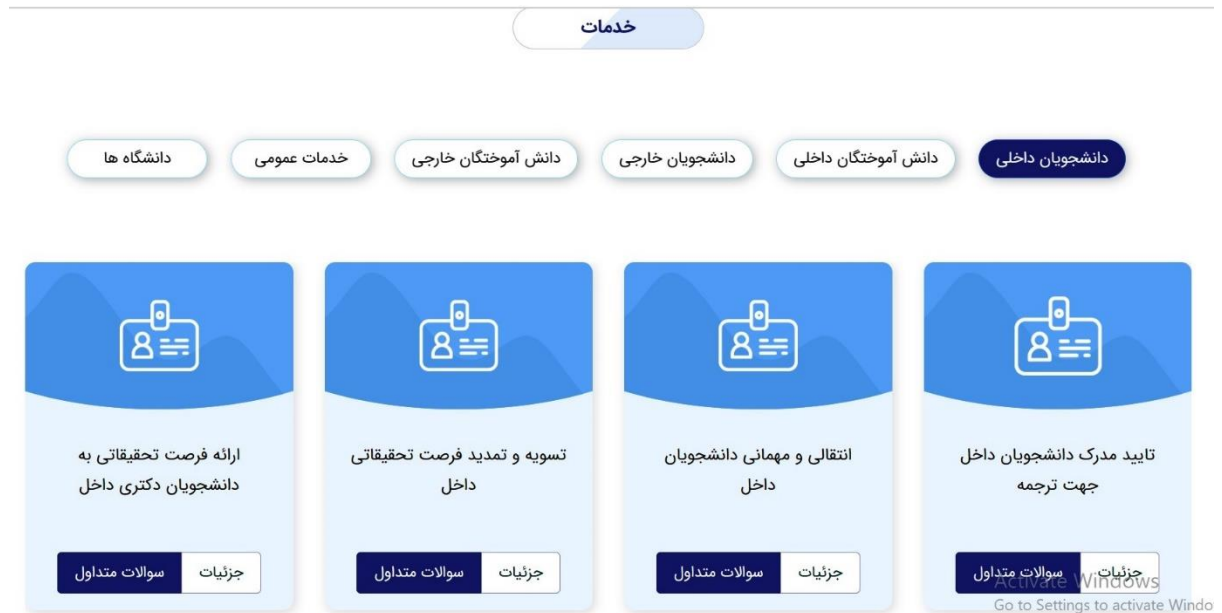 خدمات
دانشجویان داخلی
دانش آموختگان داخلی
دانشجویان خارجی
دانش آموختگان خارجی
خدمات عمومی
دانشگاه ها
تایید مدرک دانشجویان داخل
جهت ترجمه
جزئیات
سوالات متداول
انتقالی و مهمانی دانشجویان
داخل
جزئیات
سوالات متداول
تسویه و تمدید فرصت تحقیقاتی
داخل
جزئیات
سوالات متداول
ارائه فرصت تحقیقاتی به
دانشجویان دکتری داخل
جزئیات
سوالات متداول
Activate Windows
Go to Settings to activate Windo